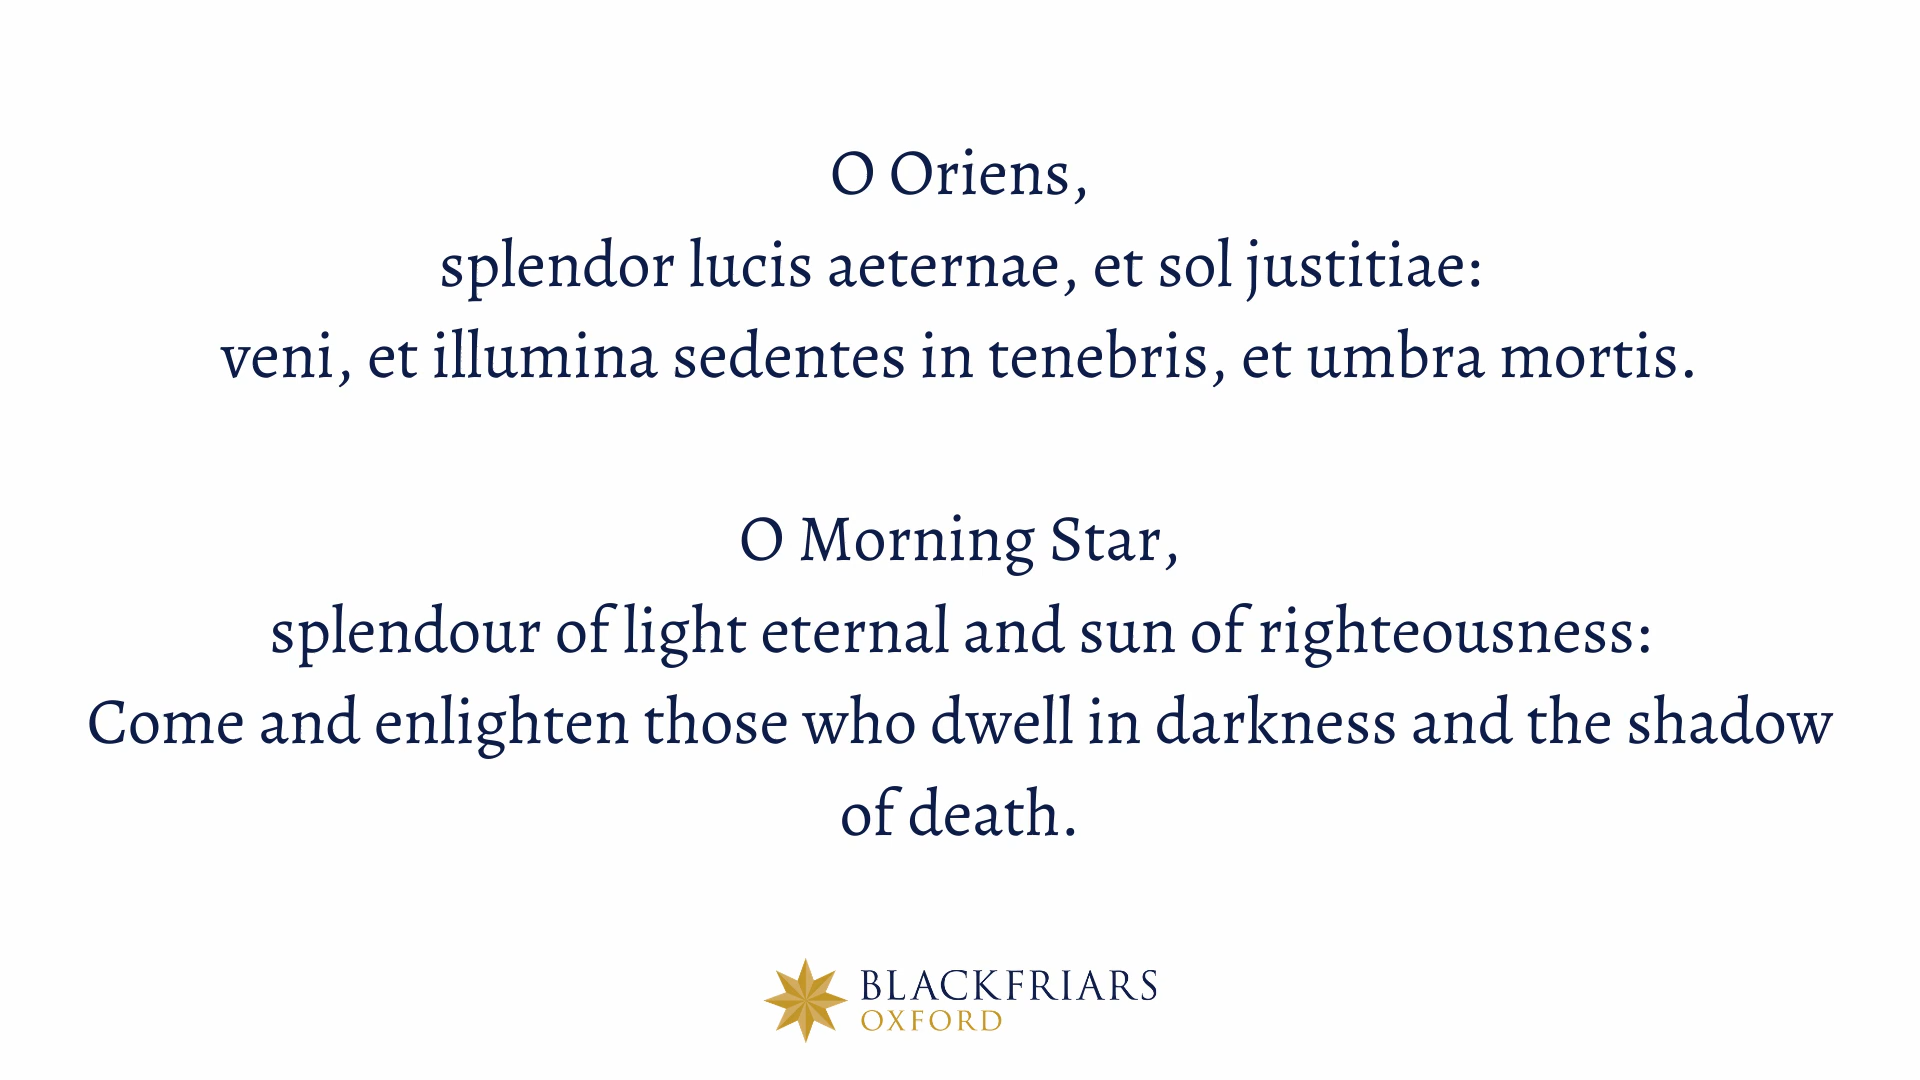 O Oriens,
splendor lucis aeternae, et sol justitiae:
veni, et illumina sedentes in tenebris, et umbra mortis.
O Morning Star,
splendour of light eternal and sun of righteousness:
Come and enlighten those who dwell in darkness and the shadow
of death.
BLACKFRIARS
OXFORD